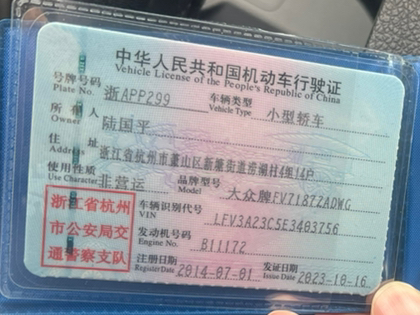 中华人民共和国机动车行驶证
Vehicle License of the People's Republic of China
号牌号码 浙APP299 车辆类型 小型轿车
Plate No. Vehicle Type
所有人 陆国平
Owner
住址 浙江省杭州市萧山区新塘街道涝湖村4组14户
Address
使用性质 非营运 品牌型号 大众牌FV71872ADWG
Use Character Model
浙江省杭州
市公安局交
通警察支队
车辆识别代号 LFV3A23C5E3403756
VIN
发动机号码 B11172
Engine No.
注册日期 2014-07-01 发证日期 2023-10-16
Register Date Issue Date